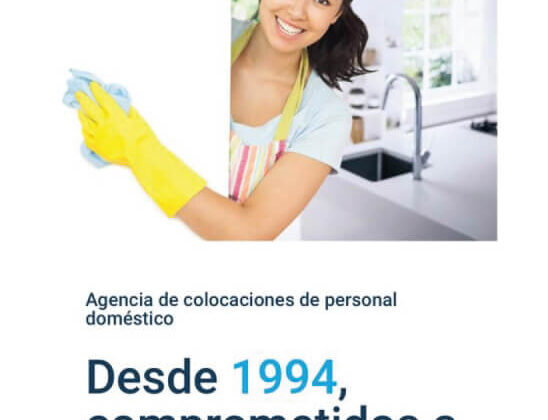 Agencia de colocaciones de personal
doméstico
Desde 1994,
comprometidos a